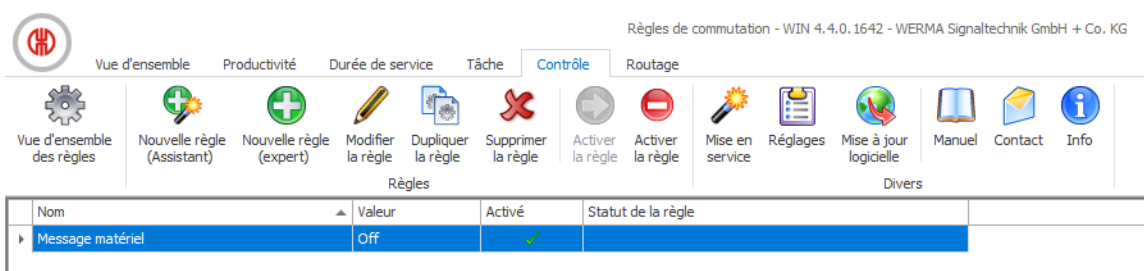 Règles de commutation - WIN 4.4.0.1642 - WERMA Signaltechnik GmbH + Co. KG
Vue d'ensemble Productivité Durée de service Tâche Contrôle Routage
Vue d'ensemble des règles
Nouvelle règle (Assistant)
Nouvelle règle (expert)
Modifier la règle
Dupliquer la règle
Supprimer la règle
Activer la règle
Activer la règle
Mise en service
Réglages
Mise à jour logicielle
Manuel
Contact
Info
Règles
Divers
Nom Valeur Activé Statut de la règle
Message matériel Off